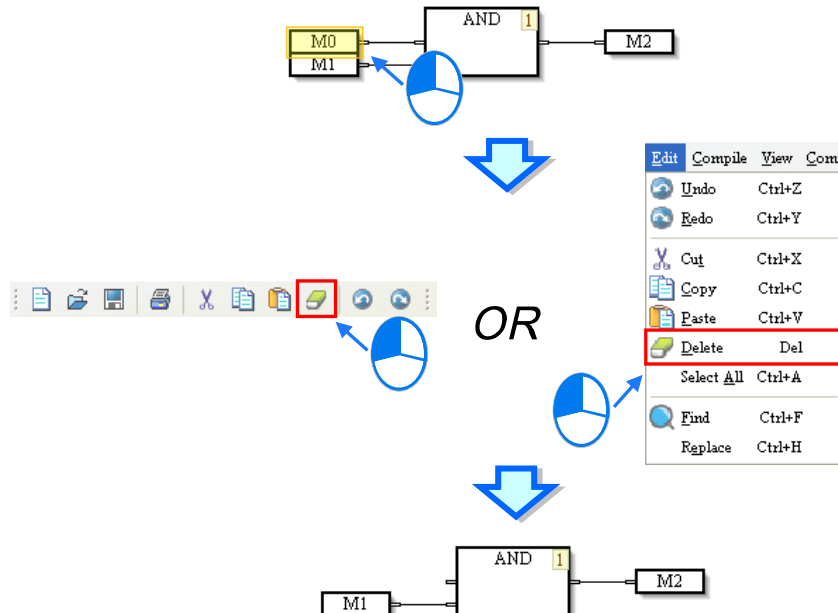 AND 1
M0
M2
M1
Edit Compile View Com
Undo Ctrl+Z
Redo Ctrl+Y
Cut Ctrl+X
Copy Ctrl+C
Paste Ctrl+V
Delete Del
Select All Ctrl+A
Find Ctrl+F
Replace Ctrl+H
OR
AND 1
M2
M1